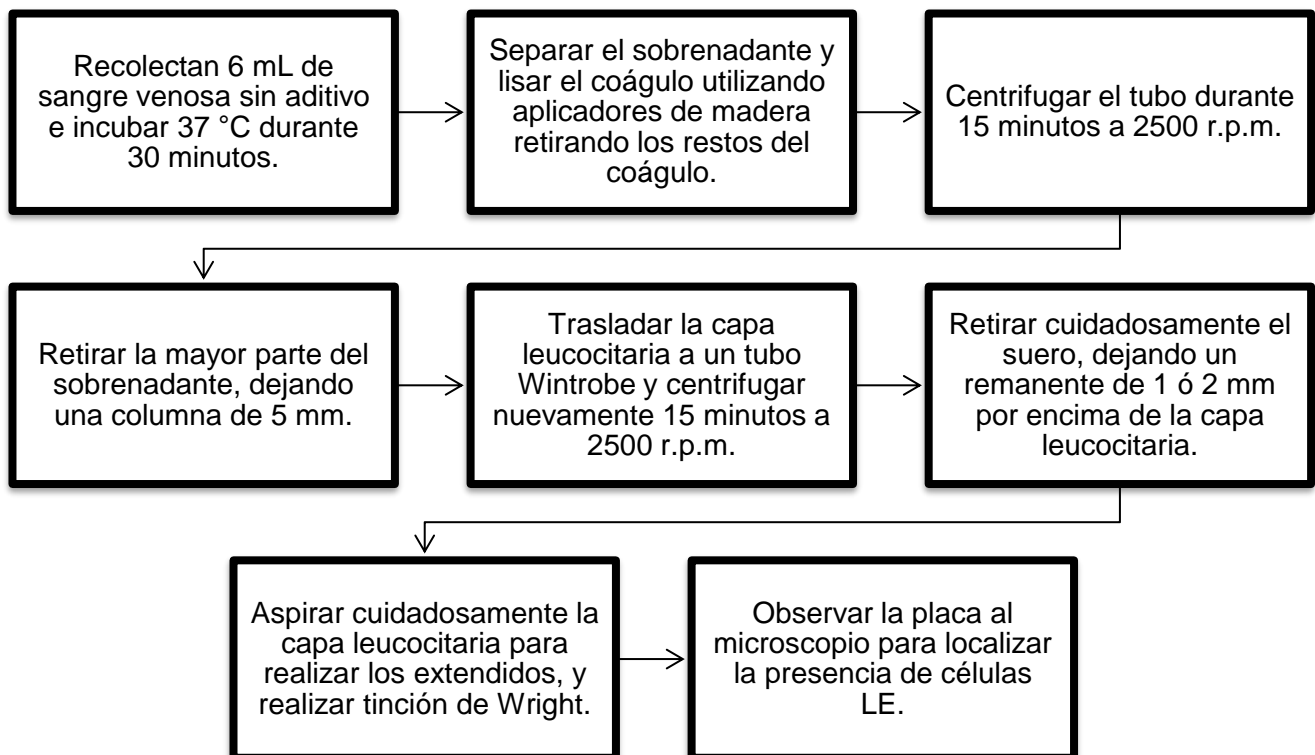 Recolectan 6 mL de
sangre venosa sin aditivo
e incubar 37 °C durante
30 minutos.
Separar el sobrenadante y
lisar el coágulo utilizando
aplicadores de madera
retirando los restos del
coágulo.
Centrifugar el tubo durante
15 minutos a 2500 r.p.m.
Retirar la mayor parte del
sobrenadante, dejando
una columna de 5 mm.
Trasladar la capa
leucocitaria a un tubo
Wintrobe y centrifugar
nuevamente 15 minutos a
2500 r.p.m.
Retirar cuidadosamente el
suero, dejando un
remanente de 1 ó 2 mm
por encima de la capa
leucocitaria.
Aspirar cuidadosamente la
capa leucocitaria para
realizar los extendidos, y
realizar tinción de Wright.
Observar la placa al
microscopio para localizar
la presencia de células
LE.